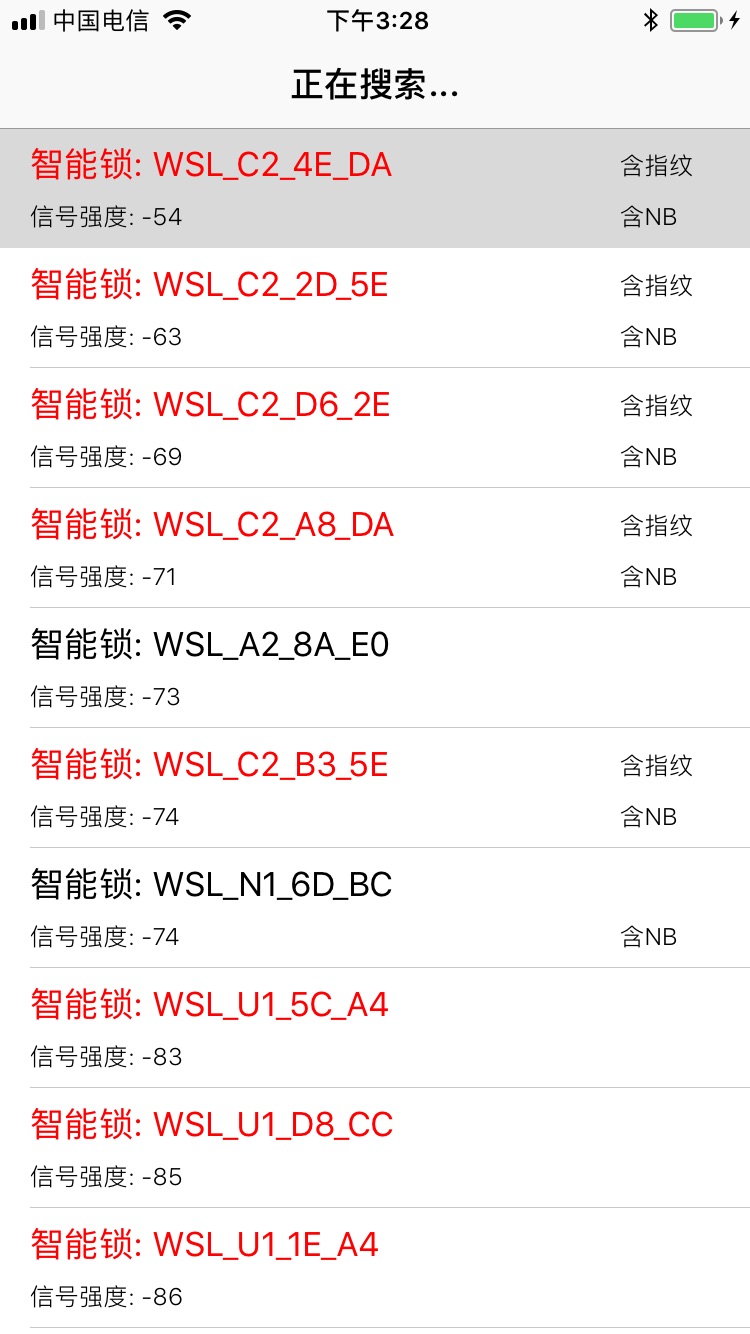 中国电信 下午3:28
正在搜索...
智能锁: WSL_C2_4E_DA 含指纹
信号强度: -54 含NB
智能锁: WSL_C2_2D_5E 含指纹
信号强度: -63 含NB
智能锁: WSL_C2_D6_2E 含指纹
信号强度: -69 含NB
智能锁: WSL_C2_A8_DA 含指纹
信号强度: -71 含NB
智能锁: WSL_A2_8A_E0
信号强度: -73
智能锁: WSL_C2_B3_5E 含指纹
信号强度: -74 含NB
智能锁: WSL_N1_6D_BC
信号强度: -74 含NB
智能锁: WSL_U1_5C_A4
信号强度: -83
智能锁: WSL_U1_D8_CC
信号强度: -85
智能锁: WSL_U1_1E_A4
信号强度: -86